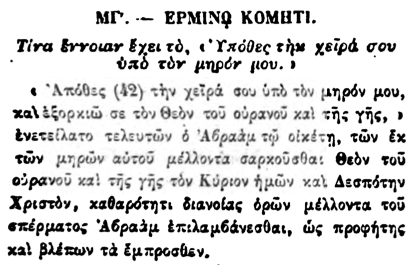 ΜΓʹ. — ΕΡΜΙΝῼ ΚΟΜΗΤΙ.
Τίνα ἔννοιαν ἔχει τὸ, « Ὑπόθες τὴν χεῖρά σου
ὑπὸ τὸν μηρόν μου. »
« Ἀπόθες (42) τὴν χεῖρά σου ὑπὸ τὸν μηρόν μου,
καὶ ἐξορκιῶ σε τὸν Θεὸν τοῦ οὐρανοῦ καὶ τῆς γῆς, »
ἐνετείλατο τελευτῶν ὁ Ἀβραὰμ τῷ οἰκέτῃ, τῶν ἐκ
τῶν μηρῶν αὐτοῦ μέλλοντα σαρκοῦσθαι Θεὸν τοῦ
οὐρανοῦ καὶ τῆς γῆς τὸν Κύριον ἡμῶν καὶ Δεσπότην
Χριστὸν, καθαρότητι διανοίας ὁρῶν μέλλοντα τοῦ
σπέρματος Ἀβραὰμ ἐπιλαμβάνεσθαι, ὡς προφήτης
καὶ βλέπων τὰ ἔμπροσθεν.